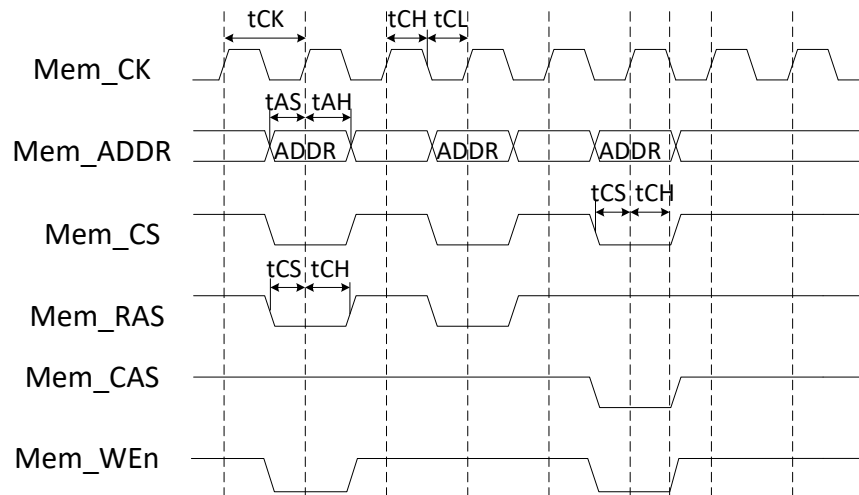 tCK
tCH
tCL
Mem_CK
tAS
tAH
Mem_ADDR
ADDR
ADDR
ADDR
tCS
tCH
Mem_CS
tCS
tCH
Mem_RAS
Mem_CAS
Mem_WEn